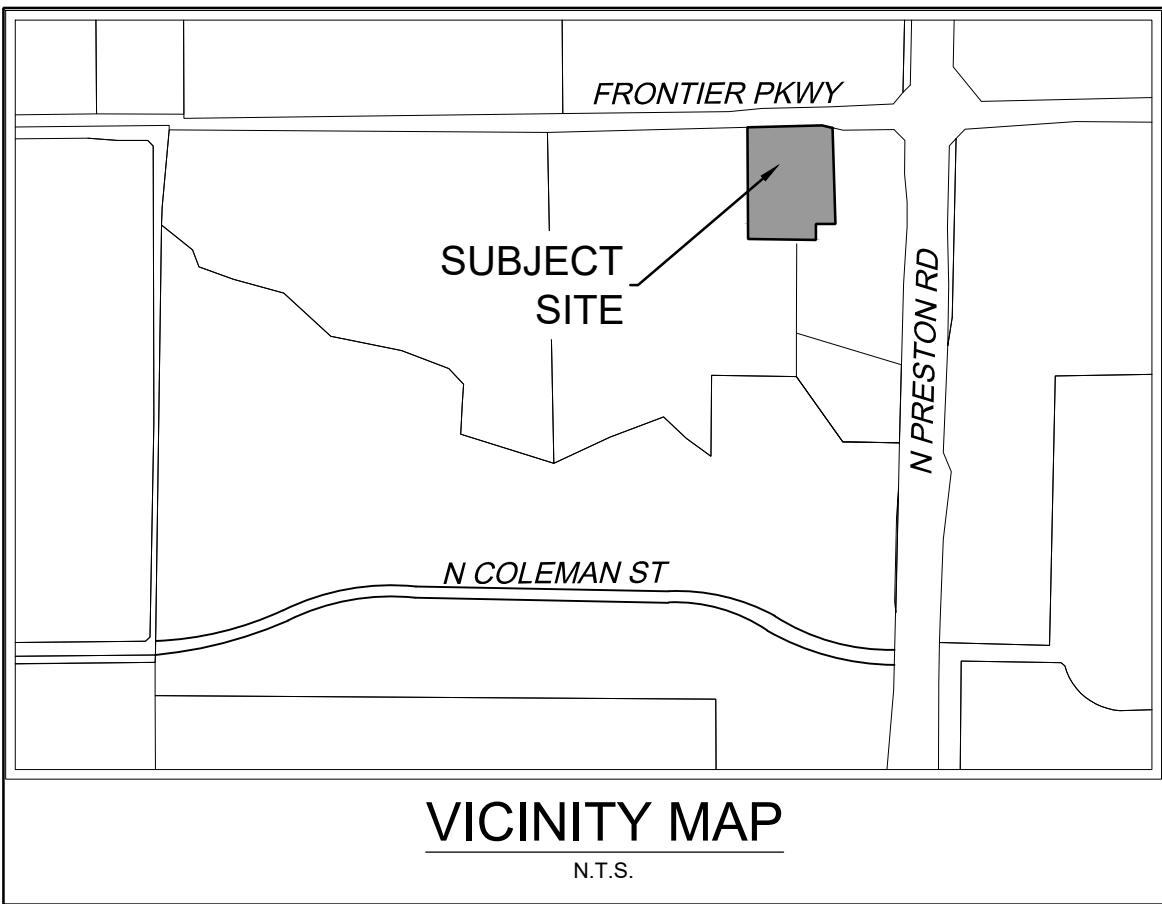 FRONTIER PKWY
SUBJECT
SITE
N PRESTON RD
N COLEMAN ST
VICINITY MAP
N.T.S.